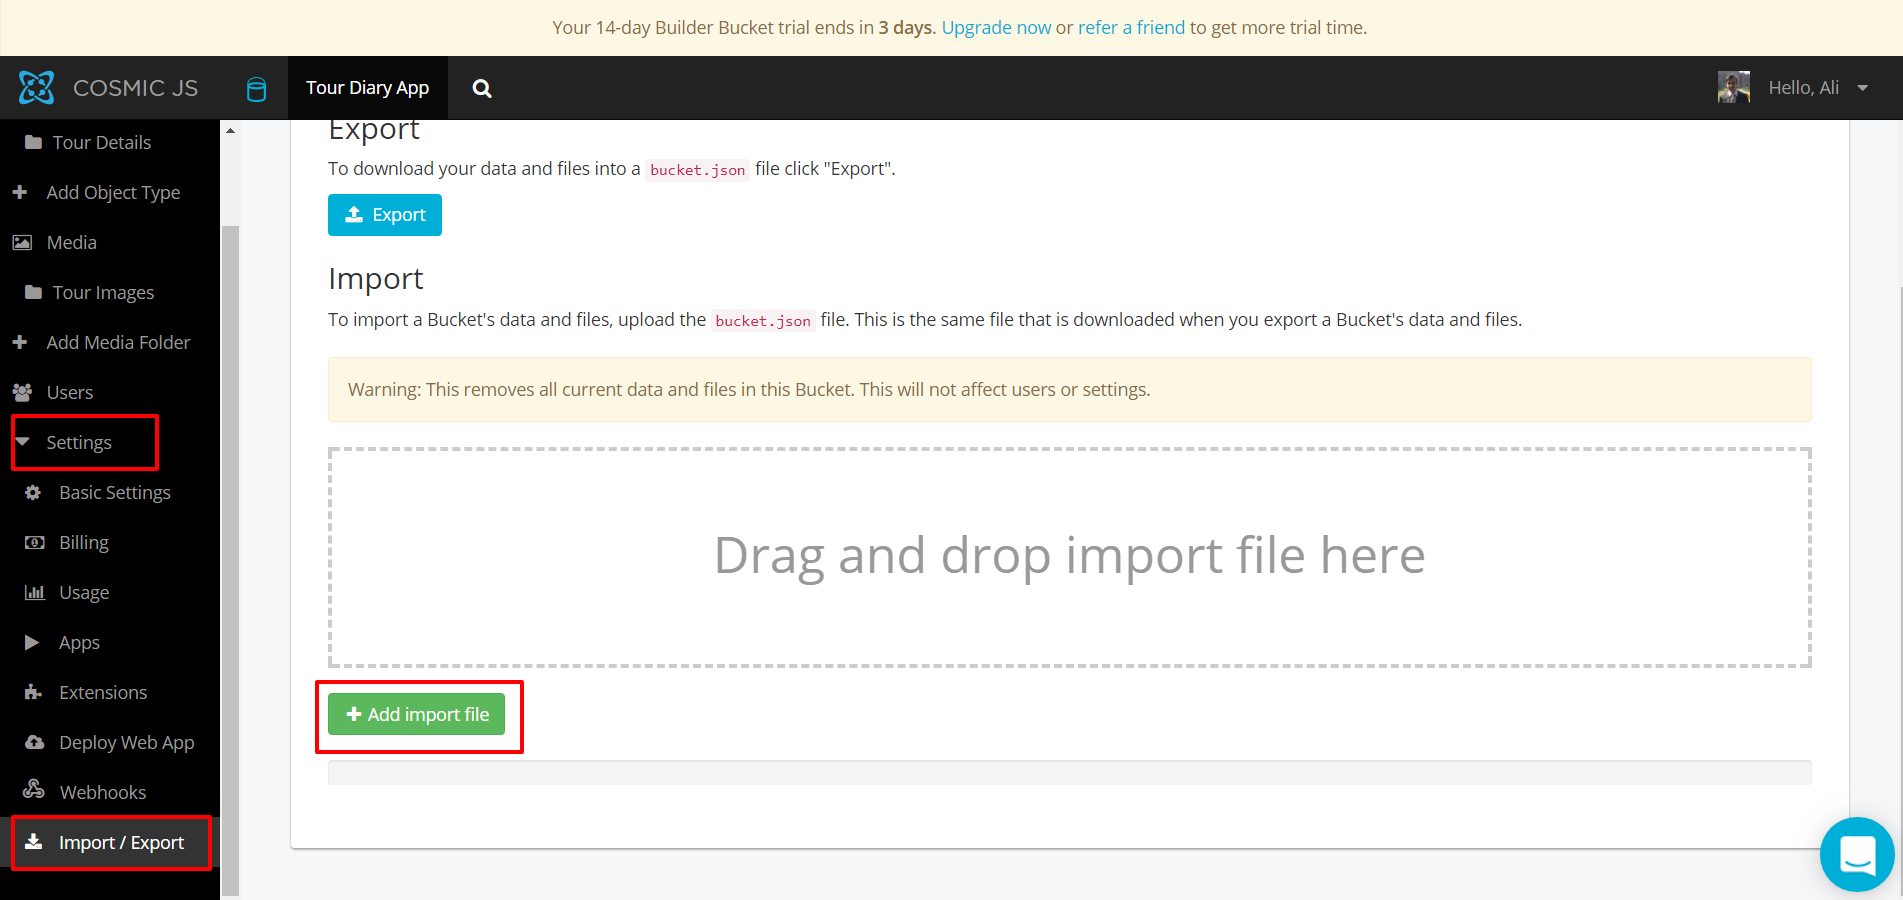 Your 14-day Builder Bucket trial ends in 3 days. Upgrade now or refer a friend to get more trial time.
COSMIC JS
Tour Diary App
Hello, Ali
Tour Details
Add Object Type
Media
Tour Images
Add Media Folder
Users
Settings
Basic Settings
Billing
Usage
Apps
Extensions
Deploy Web App
Webhooks
Import / Export
Export
To download your data and files into a bucket.json file click "Export".
Export
Import
To import a Bucket's data and files, upload the bucket.json file. This is the same file that is downloaded when you export a Bucket's data and files.
Warning: This removes all current data and files in this Bucket. This will not affect users or settings.
Drag and drop import file here
Add import file